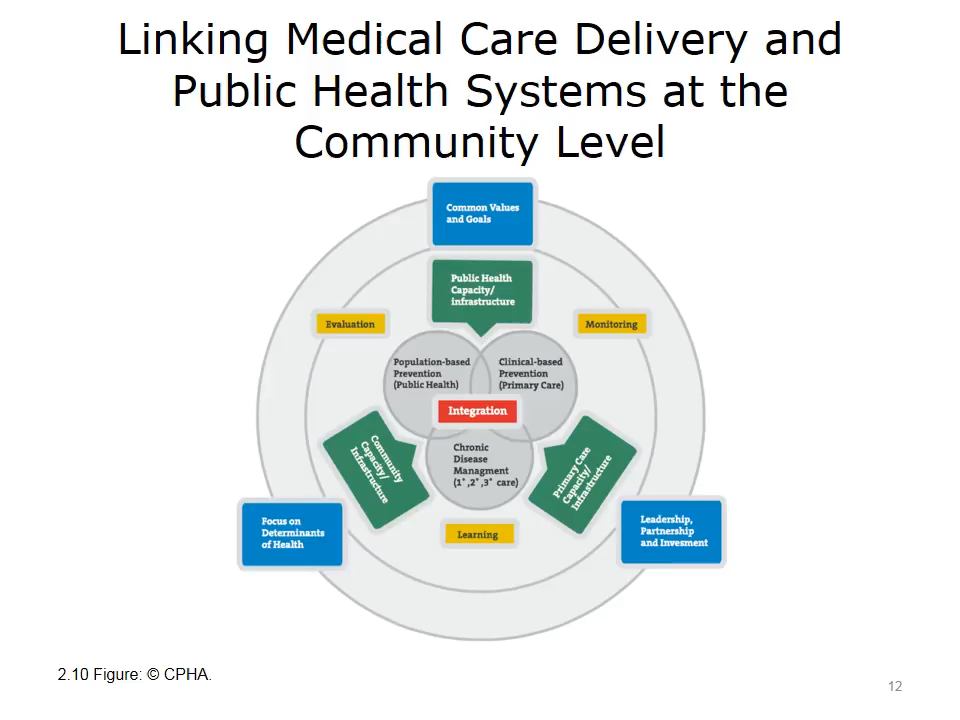 Linking Medical Care Delivery and
Public Health Systems at the
Community Level
Common Values
and Goals
Public Health
Capacity/
infrastructure
Evaluation
Monitoring
Population-based
Prevention
(Public Health)
Clinical-based
Prevention
(Primary Care)
Integration
Community
Capacity/
Infrastructure
Chronic
Disease
Managment
(1°,2°,3° care)
Primary Care
Capacity/
Infrastructure
Focus on
Determinants
of Health
Learning
Leadership,
Partnership
and Invesment
2.10 Figure: © CPHA.
12